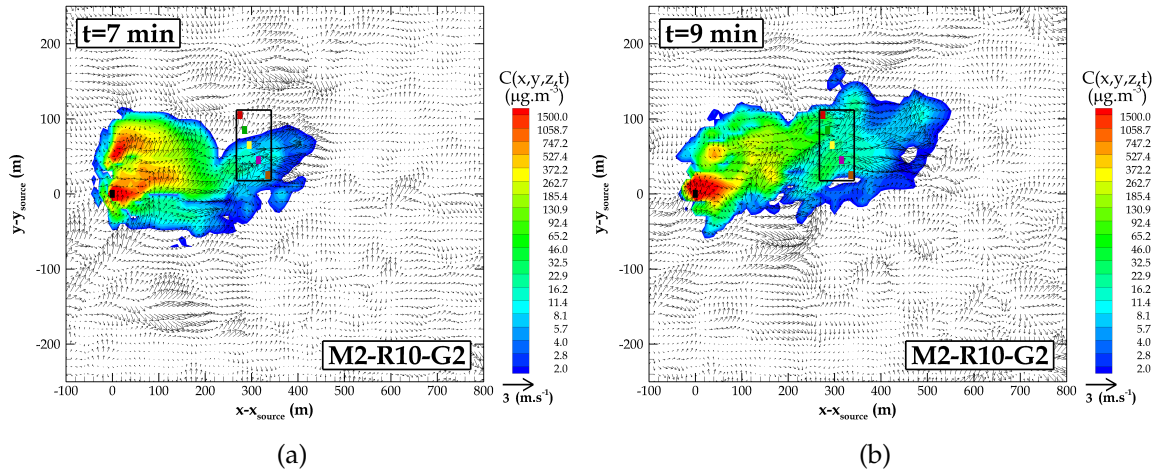 t=7 min
M2-R10-G2
C(x,y,z,t)
(μg.m⁻³)
1500.0
1058.7
747.2
527.4
372.2
262.7
185.4
130.9
92.4
65.2
46.0
32.5
22.9
16.2
11.4
8.1
5.7
4.0
2.8
2.0
3 (m.s⁻¹)
y-y_source (m)
200
100
0
-100
-200
-100 0 100 200 300 400 500 600 700 800
x-x_source (m)
(a)
t=9 min
M2-R10-G2
C(x,y,z,t)
(μg.m⁻³)
1500.0
1058.7
747.2
527.4
372.2
262.7
185.4
130.9
92.4
65.2
46.0
32.5
22.9
16.2
11.4
8.1
5.7
4.0
2.8
2.0
3 (m.s⁻¹)
y-y_source (m)
200
100
0
-100
-200
-100 0 100 200 300 400 500 600 700 800
x-x_source (m)
(b)